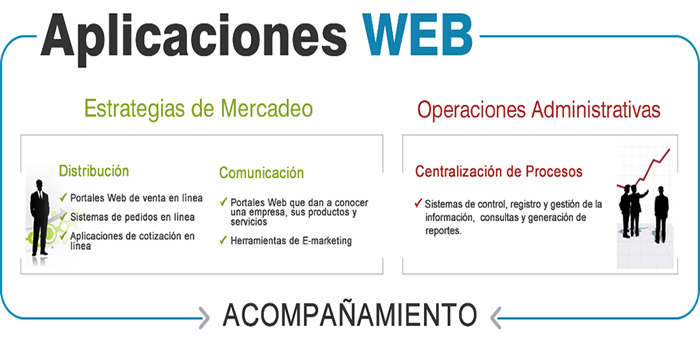 Aplicaciones WEB
Estrategias de Mercadeo
Distribución
Portales Web de venta en línea
Sistemas de pedidos en línea
Aplicaciones de cotización en
línea
Comunicación
Portales Web que dan a conocer
una empresa, sus productos y
servicios
Herramientas de E-marketing
Operaciones Administrativas
Centralización de Procesos
Sistemas de control, registro y gestión de la
información, consultas y generación de
reportes.
ACOMPAÑAMIENTO